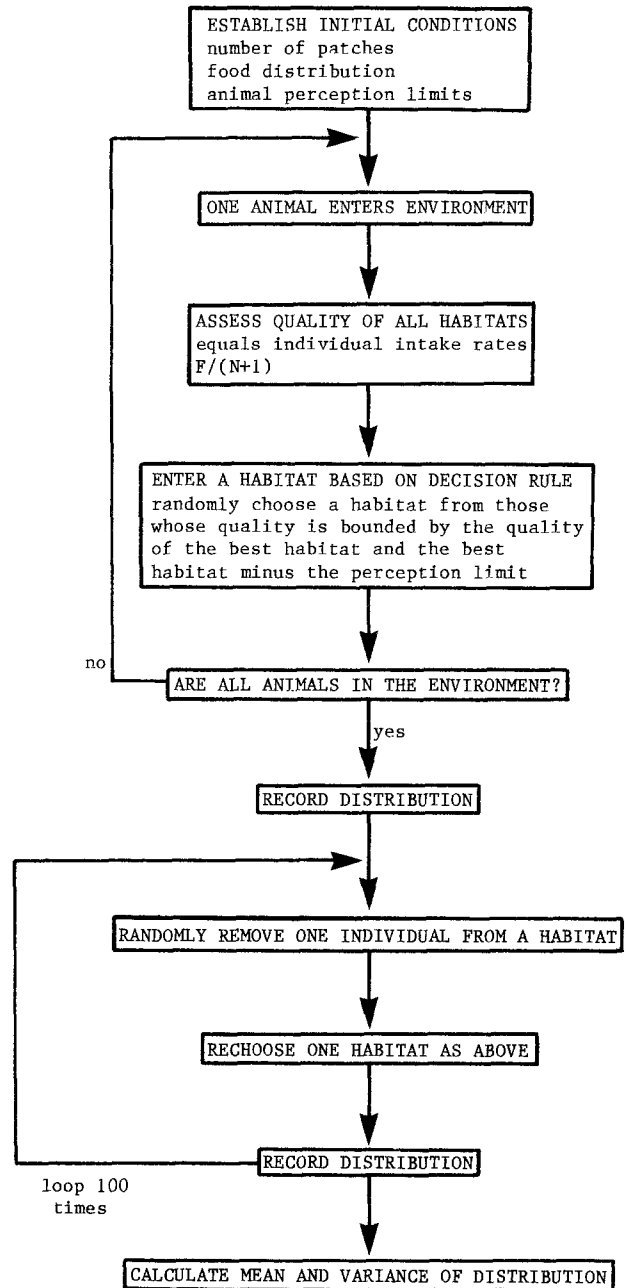 ESTABLISH INITIAL CONDITIONS
number of patches
food distribution
animal perception limits
ONE ANIMAL ENTERS ENVIRONMENT
ASSESS QUALITY OF ALL HABITATS
equals individual intake rates
F/(N+1)
ENTER A HABITAT BASED ON DECISION RULE
randomly choose a habitat from those
whose quality is bounded by the quality
of the best habitat and the best
habitat minus the perception limit
no
ARE ALL ANIMALS IN THE ENVIRONMENT?
yes
RECORD DISTRIBUTION
RANDOMLY REMOVE ONE INDIVIDUAL FROM A HABITAT
RECHOOSE ONE HABITAT AS ABOVE
RECORD DISTRIBUTION
loop 100
times
CALCULATE MEAN AND VARIANCE OF DISTRIBUTION